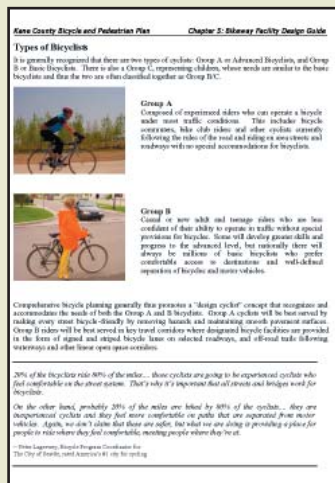 Kane County Bicycle and Pedestrian Plan Chapter 5: Bikeway Facility Design Guide
Types of Bicyclists
It is generally recognized that there are two types of cyclists: Group A or Advanced Bicyclists, and Group
B or Basic Bicyclists. There is also a Group C, representing children, whose needs are similar to the basic
bicyclists and thus the two are often classified together as Group B/C.
Group A
Composed of experienced riders who can operate a bicycle
under most traffic conditions. This includes bicycle
commuters, bike club riders and other cyclists currently
following the rules of the road and riding on area streets and
roadways with no special accommodations for bicyclists.
Group B
Casual or new adult and teenage riders who are less
confident of their ability to operate in traffic without special
provisions for bicycles. Some will develop greater skills and
progress to the advanced level, but nationally there will
always be millions of basic bicyclists who prefer
comfortable access to destinations and well-defined
separation of bicycles and motor vehicles.
Comprehensive bicycle planning generally thus promotes a "design cyclist" concept that recognizes and
accommodates the needs of both the Group A and B bicyclists. Group A cyclists will be best served by
making every street bicycle-friendly by removing hazards and maintaining smooth pavement surfaces.
Group B riders will be best served in key travel corridors where designated bicycle facilities are provided
in the form of signed and striped bicycle lanes on selected roadways, and off-road trails following
waterways and other linear open space corridors.
20% of the bicyclists ride 80% of the miles.... those cyclists are going to be experienced cyclists who
feel comfortable on the street system. That's why it's important that all streets and bridges work for
bicyclists.
On the other hand, probably 20% of the miles are biked by 80% of the cyclists... they are
inexperienced cyclists and they feel more comfortable on paths that are separated from motor
vehicles. Again, we don't claim that these are safer, but what we are doing is providing a place for
people to ride where they feel comfortable, meeting people where they're at.
- Peter Lagerwey, Bicycle Program Coordinator for
The City of Seattle, rated America's #1 city for cycling